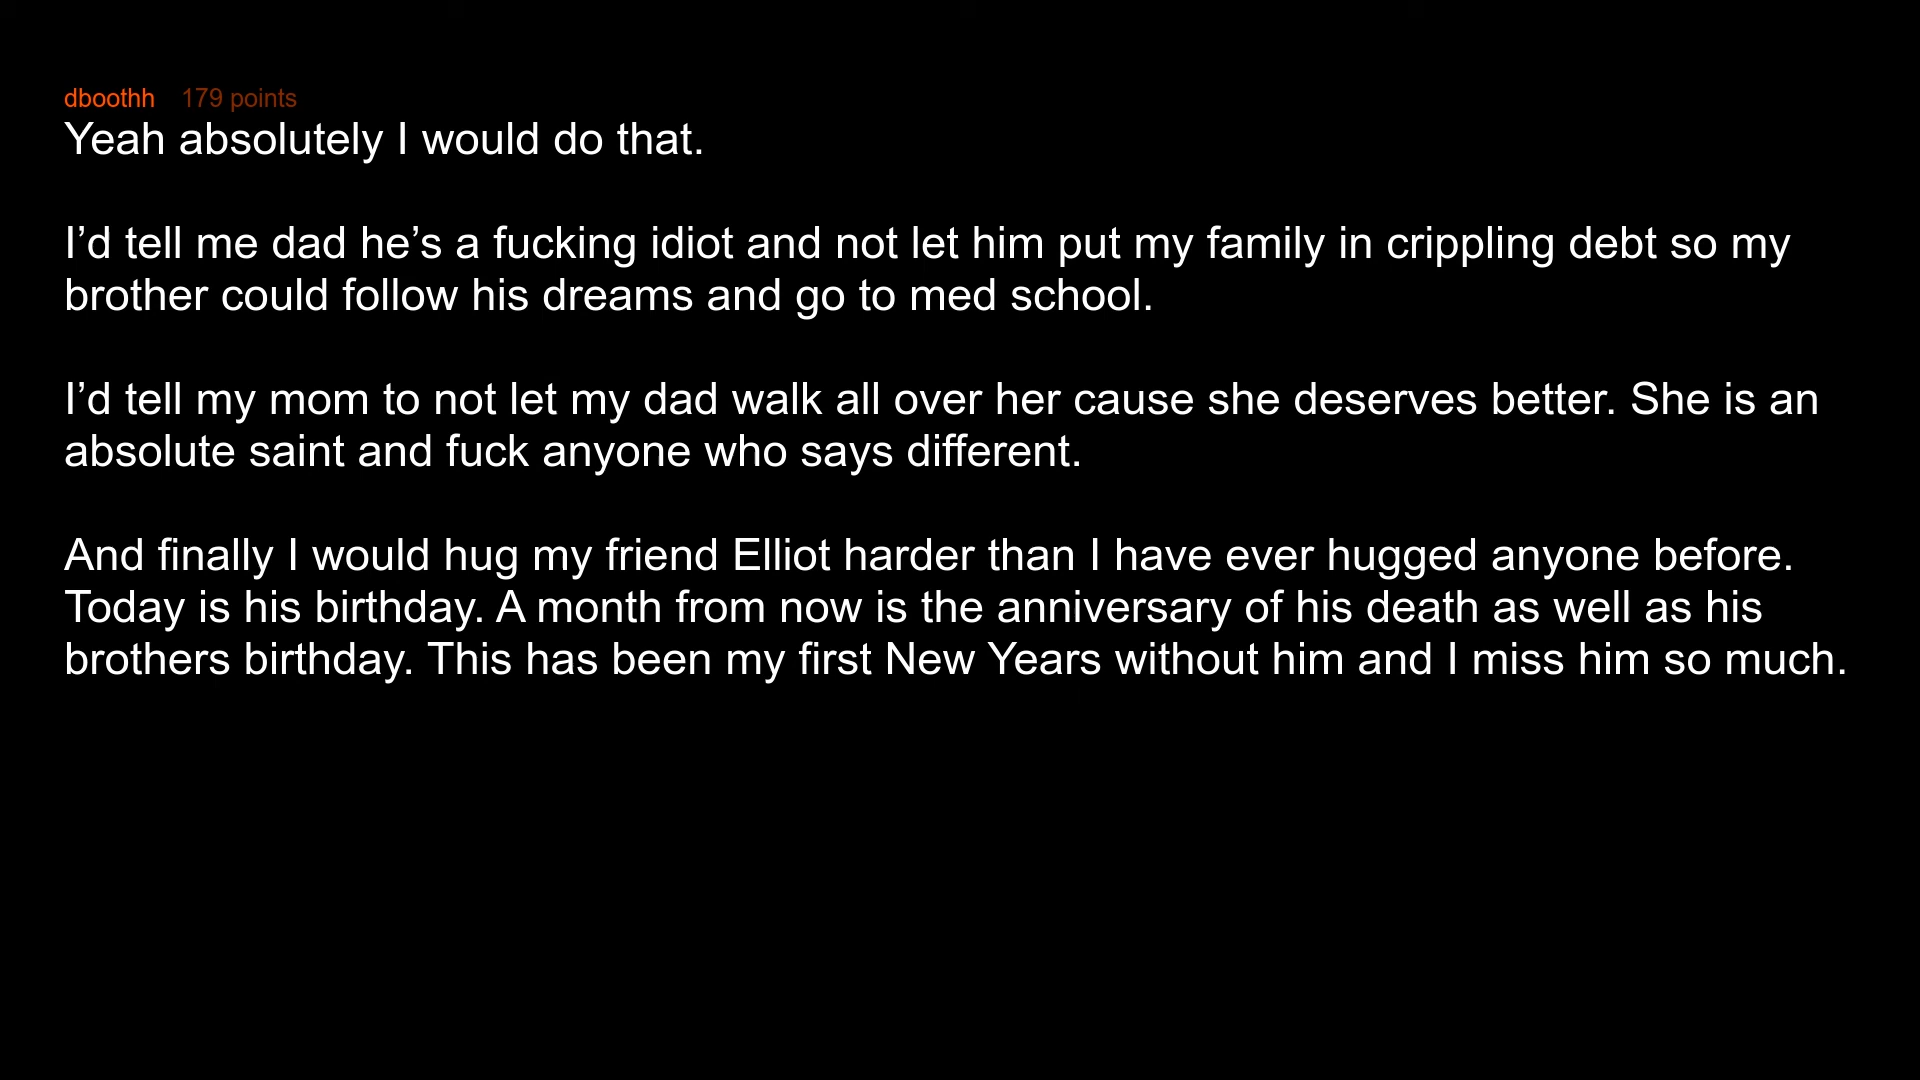 dboothh 179 points
Yeah absolutely I would do that.
I’d tell me dad he’s a fucking idiot and not let him put my family in crippling debt so my
brother could follow his dreams and go to med school.
I’d tell my mom to not let my dad walk all over her cause she deserves better. She is an
absolute saint and fuck anyone who says different.
And finally I would hug my friend Elliot harder than I have ever hugged anyone before.
Today is his birthday. A month from now is the anniversary of his death as well as his
brothers birthday. This has been my first New Years without him and I miss him so much.